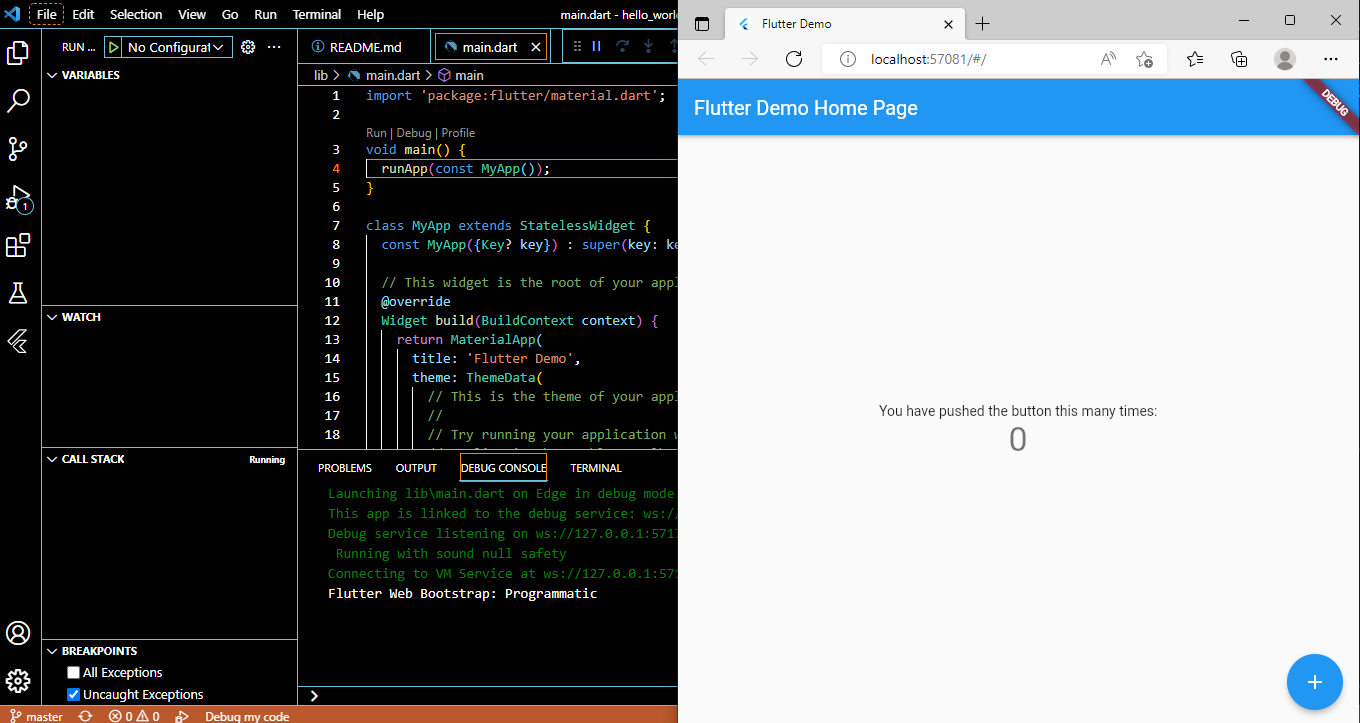 File Edit Selection View Go Run Terminal Help main.dart - hello_worl
RUN ... No Configurat ...
VARIABLES
WATCH
CALL STACK Running
BREAKPOINTS
All Exceptions
Uncaught Exceptions
README.md main.dart
lib > main.dart > main
1 import 'package:flutter/material.dart';
2
Run | Debug | Profile
3 void main() {
4 runApp(const MyApp());
5 }
6
7 class MyApp extends StatelessWidget {
8 const MyApp({Key? key}) : super(key: ke
9
10 // This widget is the root of your appl
11 @override
12 Widget build(BuildContext context) {
13 return MaterialApp(
14 title: 'Flutter Demo',
15 theme: ThemeData(
16 // This is the theme of your appl
17 //
18 // Try running your application w
PROBLEMS OUTPUT DEBUG CONSOLE TERMINAL
Launching lib\main.dart on Edge in debug mode
This app is linked to the debug service: ws://
Debug service listening on ws://127.0.0.1:5717
Running with sound null safety
Connecting to VM Service at ws://127.0.0.1:571
Flutter Web Bootstrap: Programmatic
>
1
master 0 0 Debug my code
Flutter Demo
localhost:57081/#/
Flutter Demo Home Page
DEBUG
You have pushed the button this many times:
0
+